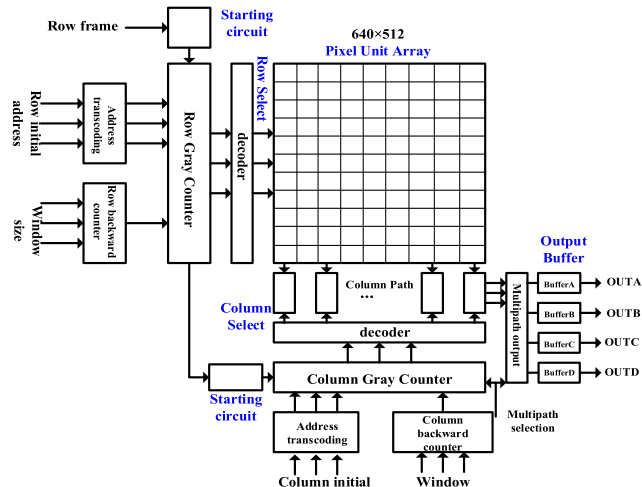 Row frame
Starting
circuit
640×512
Pixel Unit Array
Row initial
address
Address
transcoding
Row Gray Counter
decoder
Row Select
Window
size
Row backward
counter
Column Path
...
Column
Select
decoder
Multipath output
Output
Buffer
BufferA
OUTA
BufferB
OUTB
BufferC
OUTC
BufferD
OUTD
Column Gray Counter
Starting
circuit
Address
transcoding
Column
backward
counter
Multipath
selection
Column initial
Window